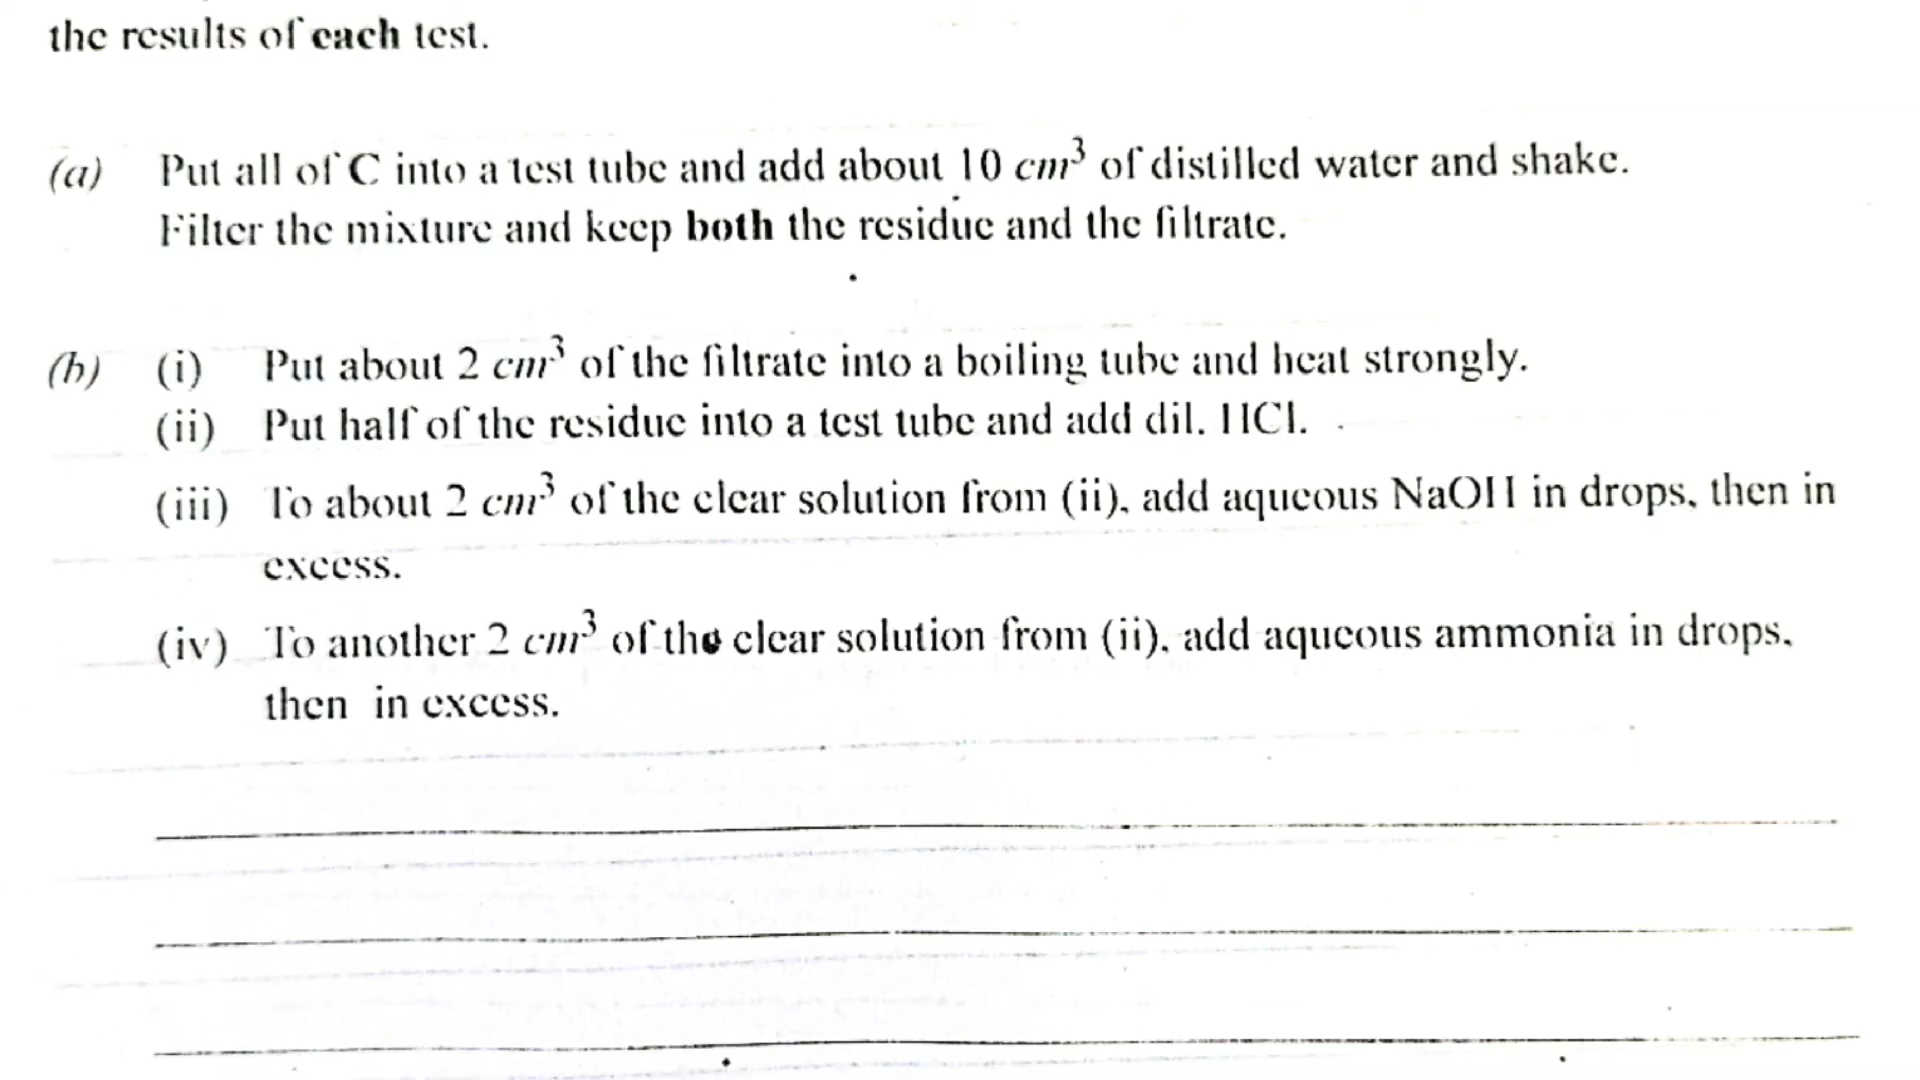 the results of each test.
(a) Put all of C into a test tube and add about 10 cm³ of distilled water and shake.
Filter the mixture and keep both the residue and the filtrate.
(b) (i) Put about 2 cm³ of the filtrate into a boiling tube and heat strongly.
(ii) Put half of the residue into a test tube and add dil. HCl.
(iii) To about 2 cm³ of the clear solution from (ii), add aqueous NaOH in drops, then in
excess.
(iv) To another 2 cm³ of the clear solution from (ii), add aqueous ammonia in drops,
then in excess.